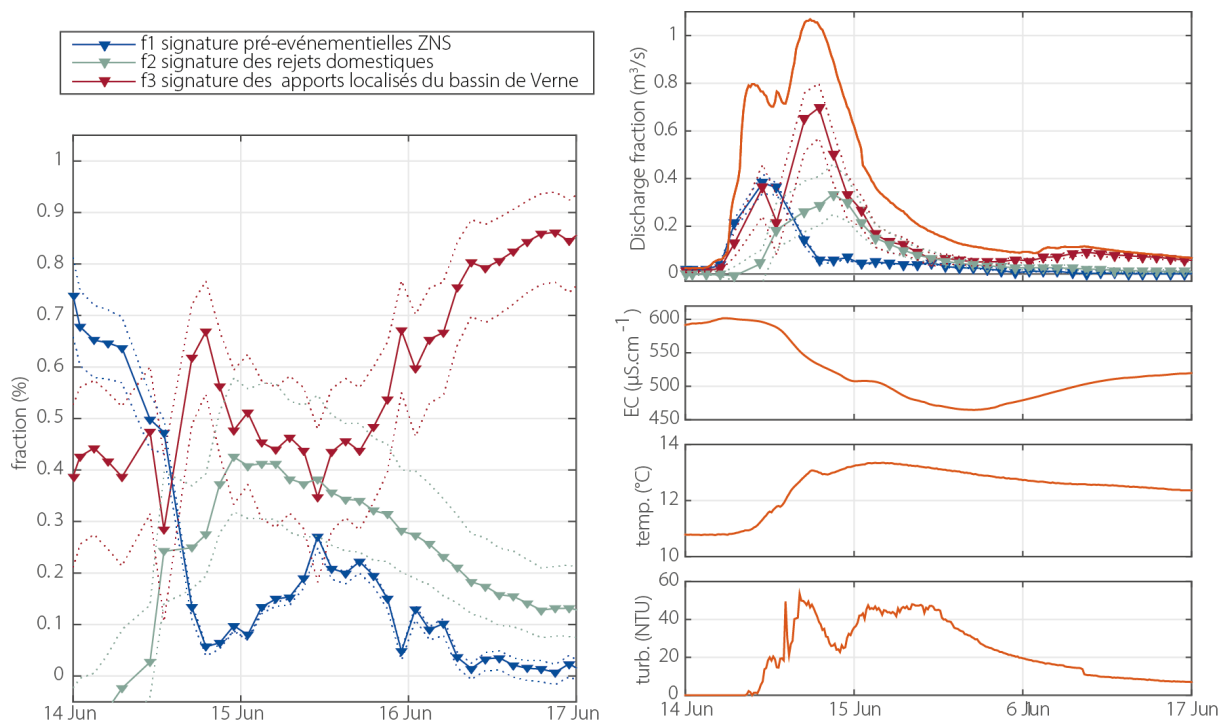 f1 signature pré-evénementielles ZNS
f2 signature des rejets domestiques
f3 signature des apports localisés du bassin de Verne
fraction (%)
1
0.9
0.8
0.7
0.6
0.5
0.4
0.3
0.2
0.1
0
14 Jun
15 Jun
16 Jun
17 Jun
Discharge fraction (m³/s)
1
0.8
0.6
0.4
0.2
0
EC (µS.cm⁻¹)
600
550
500
450
temp. (°C)
14
12
10
turb. (NTU)
60
40
20
0
14 Jun
15 Jun
6 Jun
17 Jun